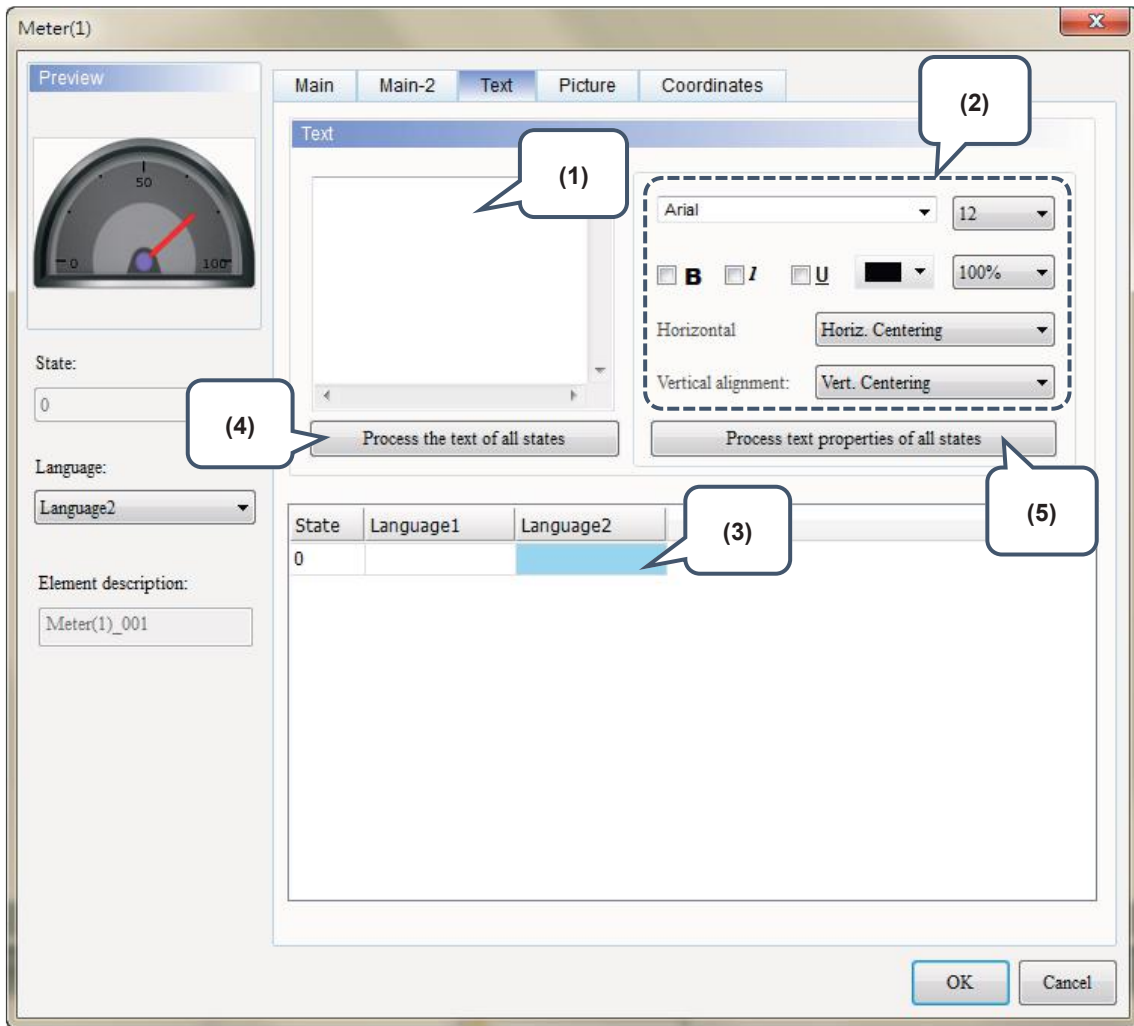 Meter(1)
x
Preview
50
0
100
State:
0
Language:
Language2
Element description:
Meter(1)_001
Main Main-2 Text Picture Coordinates
Text
(1)
(2)
Arial 12
B I U 100%
Horizontal Horiz. Centering
Vertical alignment: Vert. Centering
(4)
Process the text of all states
Process text properties of all states
(5)
State Language1 Language2
0
(3)
OK Cancel